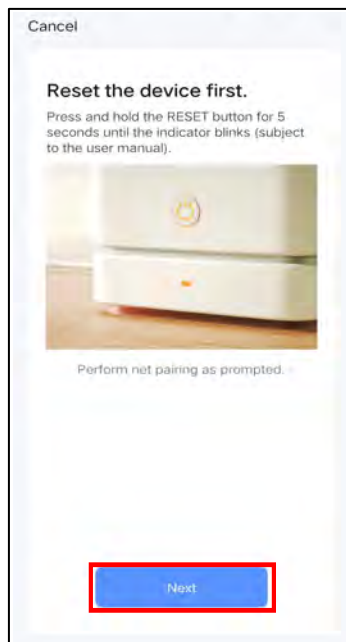 Cancel
Reset the device first.
Press and hold the RESET button for 5
seconds until the indicator blinks (subject
to the user manual).
Perform net pairing as prompted.
Next